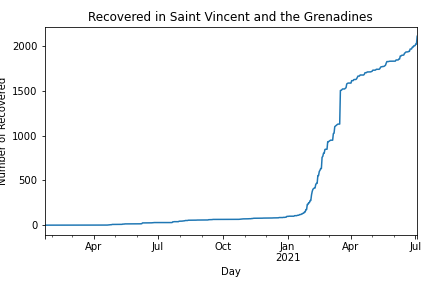 Recovered in Saint Vincent and the Grenadines
2000
1500
1000
500
0
Number of Recovered
Apr Jul Oct Jan Apr Jul
2021
Day